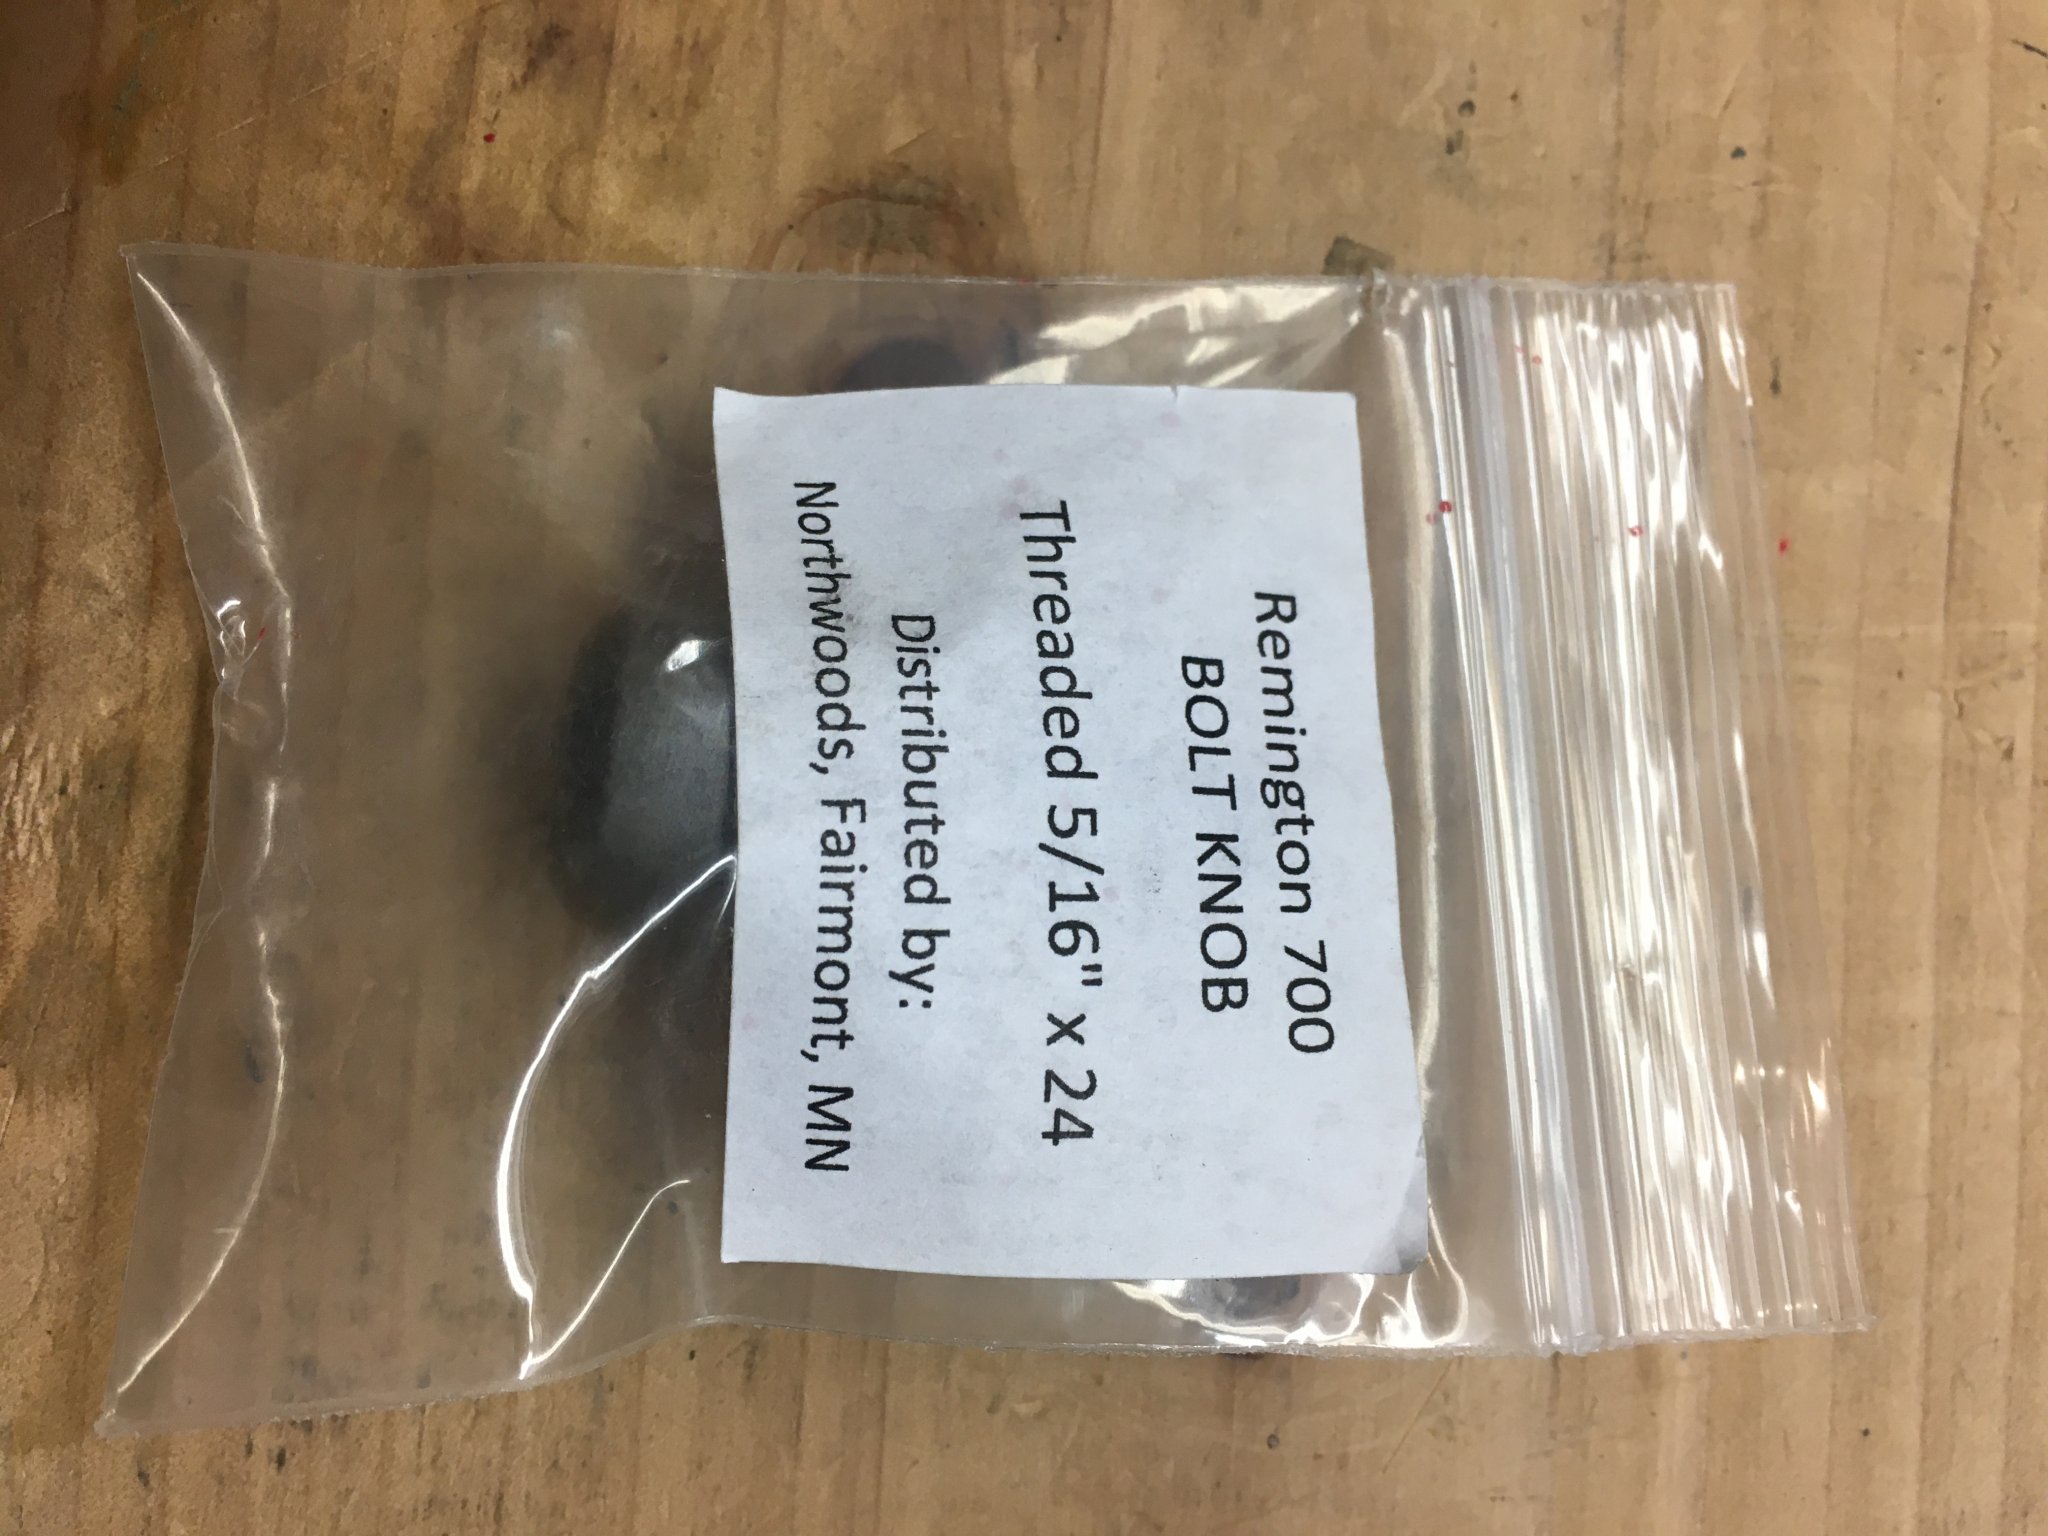 Remington 700
BOLT KNOB
Threaded 5/16" x 24
Distributed by:
Northwoods, Fairmont, MN